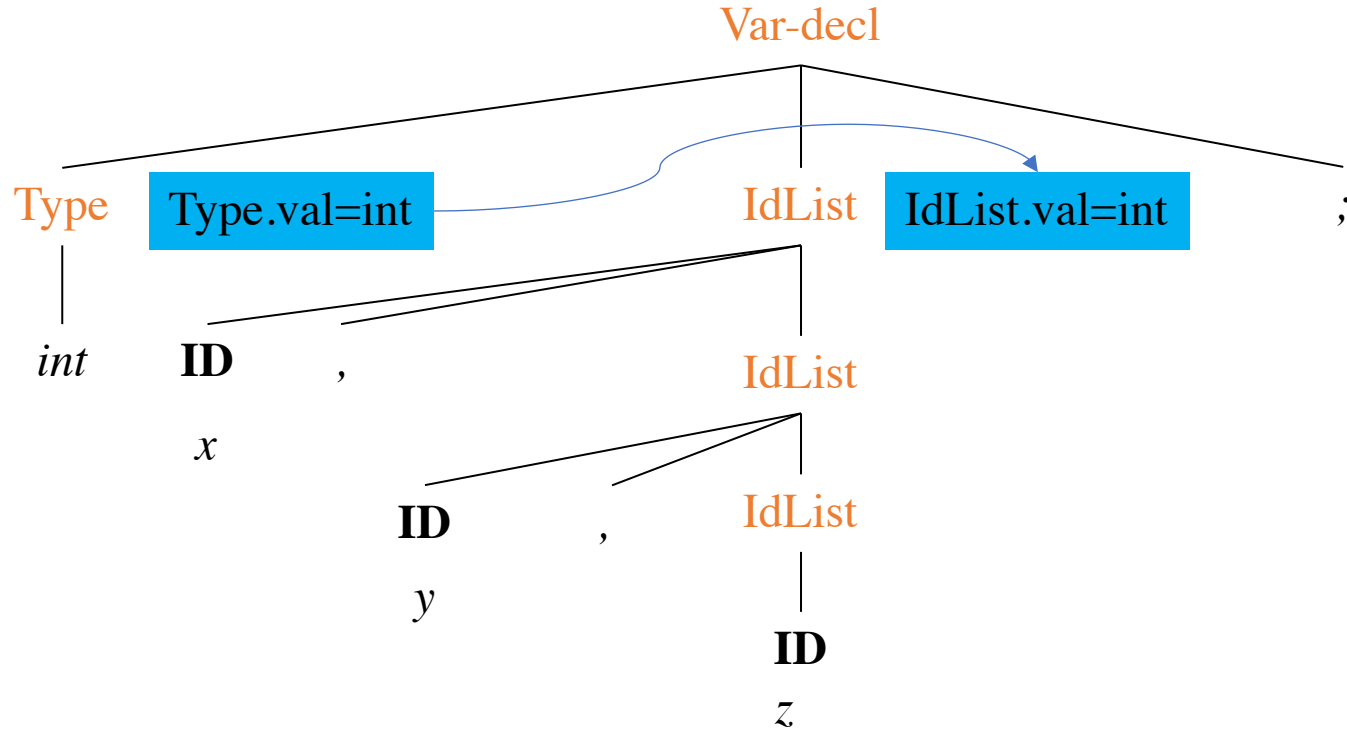 Var-decl
Type Type.val=int IdList IdList.val=int ;
int ID , IdList
x
ID , IdList
y
ID
z